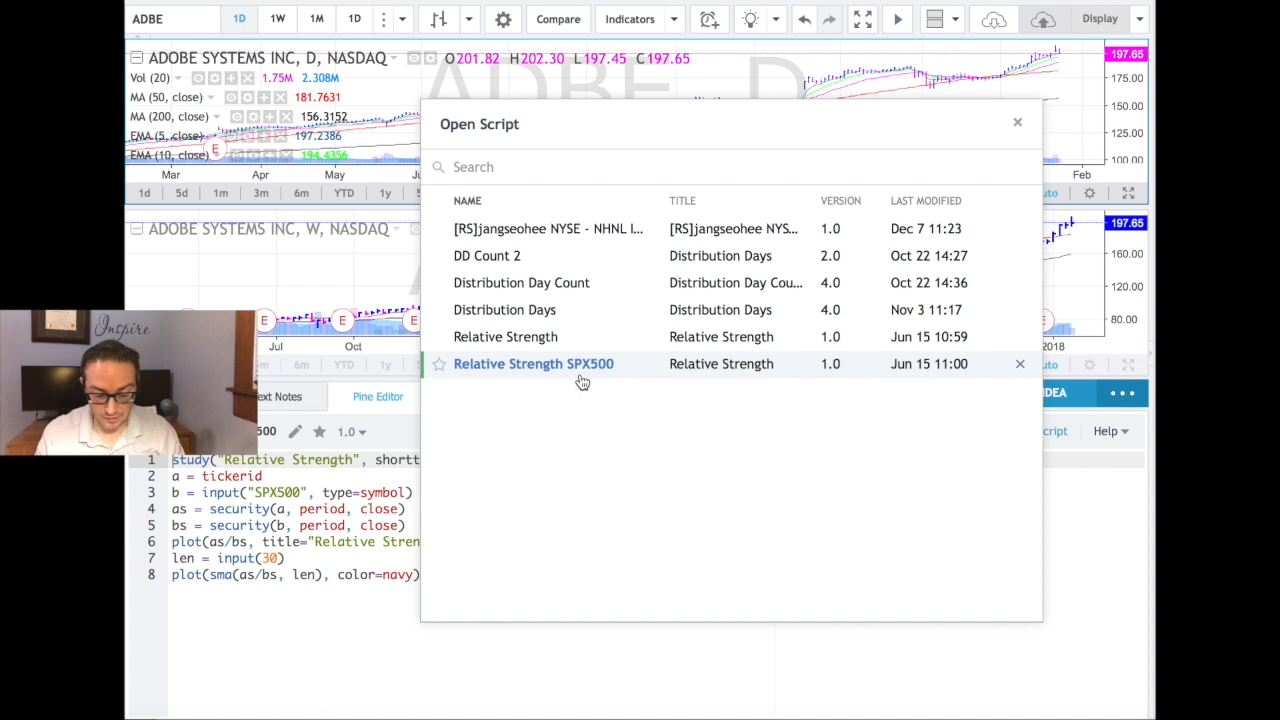 ADBE 1D 1W 1M 1D Compare Indicators Display
ADOBE SYSTEMS INC, D, NASDAQ O201.82 H202.30 L197.45 C197.65
Vol (20) 1.75M 2.308M
MA (50, close) 181.7631
MA (200, close) 156.3152
EMA (5, close) 197.2386
EMA (10, close) 194.4356
E
ADBE, D
197.65
175.00
150.00
125.00
100.00
Mar Apr May Feb
1d 5d 1m 3m 6m YTD 1y
ADOBE SYSTEMS INC, W, NASDAQ
197.65
160.00
120.00
80.00
E E E
Jul Oct 2018
6m YTD 1y
Inspire
Open Script
Search
NAME TITLE VERSION LAST MODIFIED
[RS]jangseohee NYSE - NHNL I... [RS]jangseohee NYS... 1.0 Dec 7 11:23
DD Count 2 Distribution Days 2.0 Oct 22 14:27
Distribution Day Count Distribution Day Cou... 4.0 Oct 22 14:36
Distribution Days Distribution Days 4.0 Nov 3 11:17
Relative Strength Relative Strength 1.0 Jun 15 10:59
Relative Strength SPX500 Relative Strength 1.0 Jun 15 11:00
ext Notes Pine Editor IDEA
500 1.0 cript Help
1 study("Relative Strength", shortt
2 a = tickerid
3 b = input("SPX500", type=symbol)
4 as = security(a, period, close)
5 bs = security(b, period, close)
6 plot(as/bs, title="Relative Stren
7 len = input(30)
8 plot(sma(as/bs, len), color=navy)